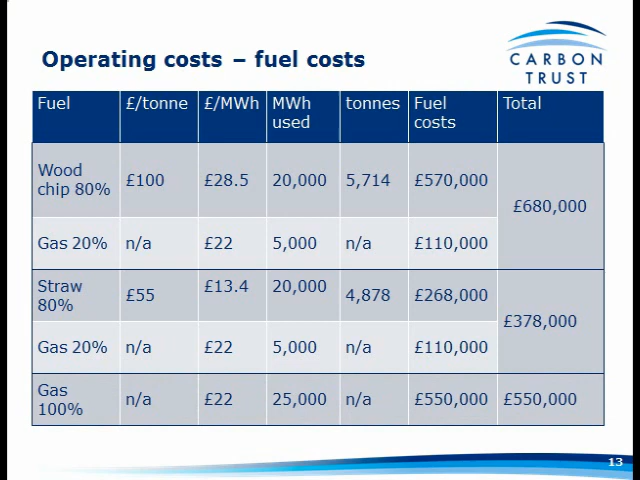 Operating costs – fuel costs
CARBON
TRUST
Fuel £/tonne £/MWh MWh used tonnes Fuel costs Total
Wood chip 80% £100 £28.5 20,000 5,714 £570,000 £680,000
Gas 20% n/a £22 5,000 n/a £110,000
Straw 80% £55 £13.4 20,000 4,878 £268,000 £378,000
Gas 20% n/a £22 5,000 n/a £110,000
Gas 100% n/a £22 25,000 n/a £550,000 £550,000
13